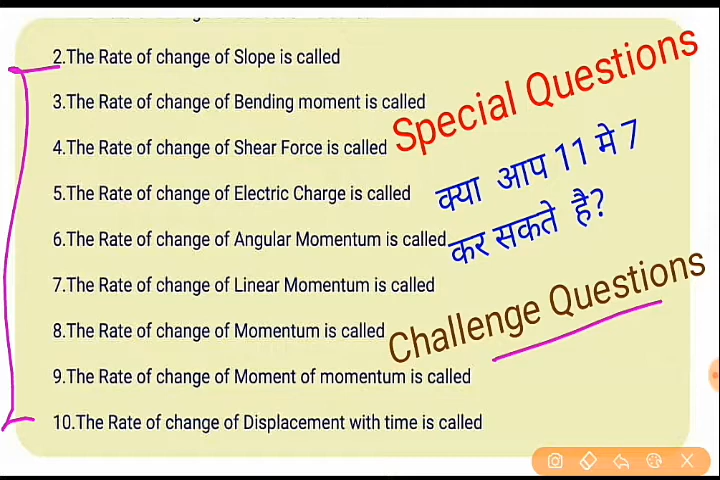 2.The Rate of change of Slope is called
3.The Rate of change of Bending moment is called
4.The Rate of change of Shear Force is called
5.The Rate of change of Electric Charge is called
6.The Rate of change of Angular Momentum is called
7.The Rate of change of Linear Momentum is called
8.The Rate of change of Momentum is called
9.The Rate of change of Moment of momentum is called
10.The Rate of change of Displacement with time is called
Special Questions
क्या आप 11 मे 7
कर सकते है?
Challenge Questions